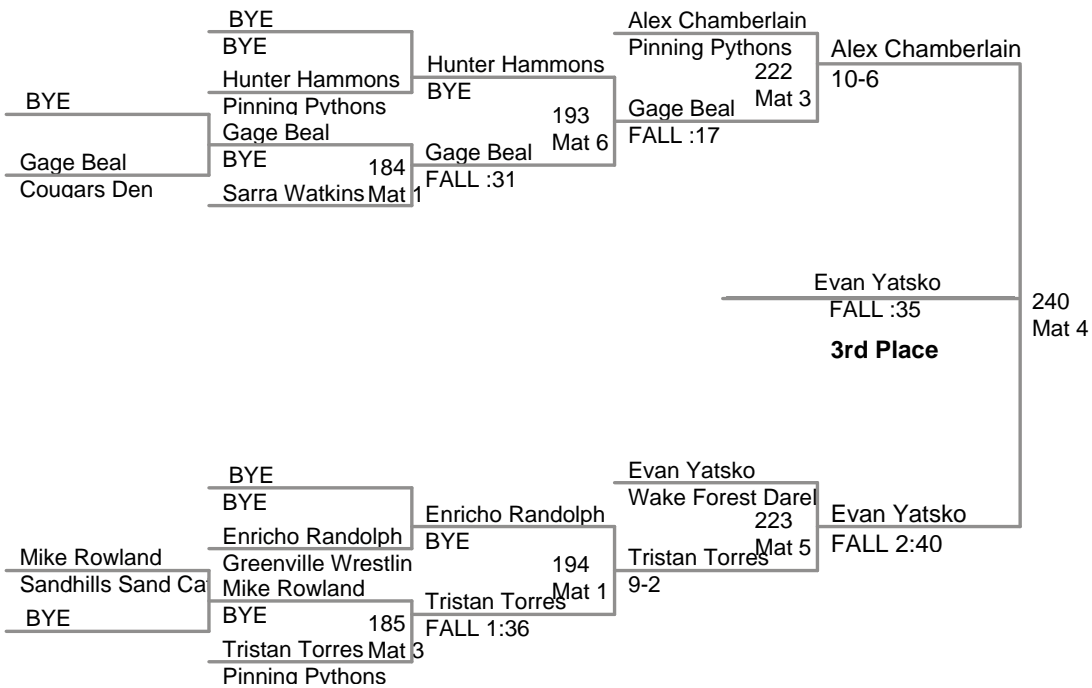 BYE
BYE
Hunter Hammons
Pinning Pythons
BYE
Gage Beal
Cougars Den
Gage Beal
BYE
184
Mat 1
Sarra Watkins
Hunter Hammons
BYE
193
Mat 6
Gage Beal
FALL :31
Alex Chamberlain
Pinning Pythons
222
Mat 3
Gage Beal
FALL :17
Alex Chamberlain
10-6
Evan Yatsko
FALL :35
3rd Place
240
Mat 4
BYE
BYE
Enricho Randolph
Greenville Wrestlin
Mike Rowland
Sandhills Sand Ca
BYE
Mike Rowland
BYE
185
Mat 3
Tristan Torres
Pinning Pythons
Enricho Randolph
BYE
194
Mat 1
Tristan Torres
FALL 1:36
Evan Yatsko
Wake Forest Darel
223
Mat 5
Tristan Torres
9-2
Evan Yatsko
FALL 2:40